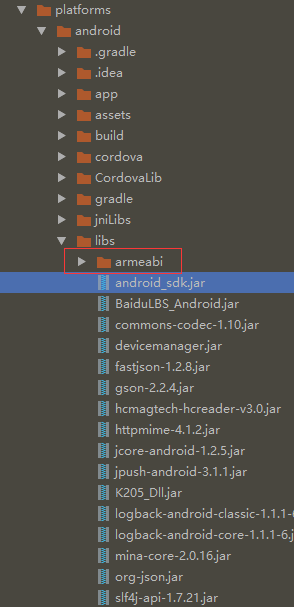 platforms
android
.gradle
.idea
app
assets
build
cordova
CordovaLib
gradle
jniLibs
libs
armeabi
android_sdk.jar
BaiduLBS_Android.jar
commons-codec-1.10.jar
devicemanager.jar
fastjson-1.2.8.jar
gson-2.2.4.jar
hcmagtech-hcreader-v3.0.jar
httpmime-4.1.2.jar
jcore-android-1.2.5.jar
jpush-android-3.1.1.jar
K205_Dll.jar
logback-android-classic-1.1.1-6
logback-android-core-1.1.1-6.j
mina-core-2.0.16.jar
org-json.jar
slf4j-api-1.7.21.jar